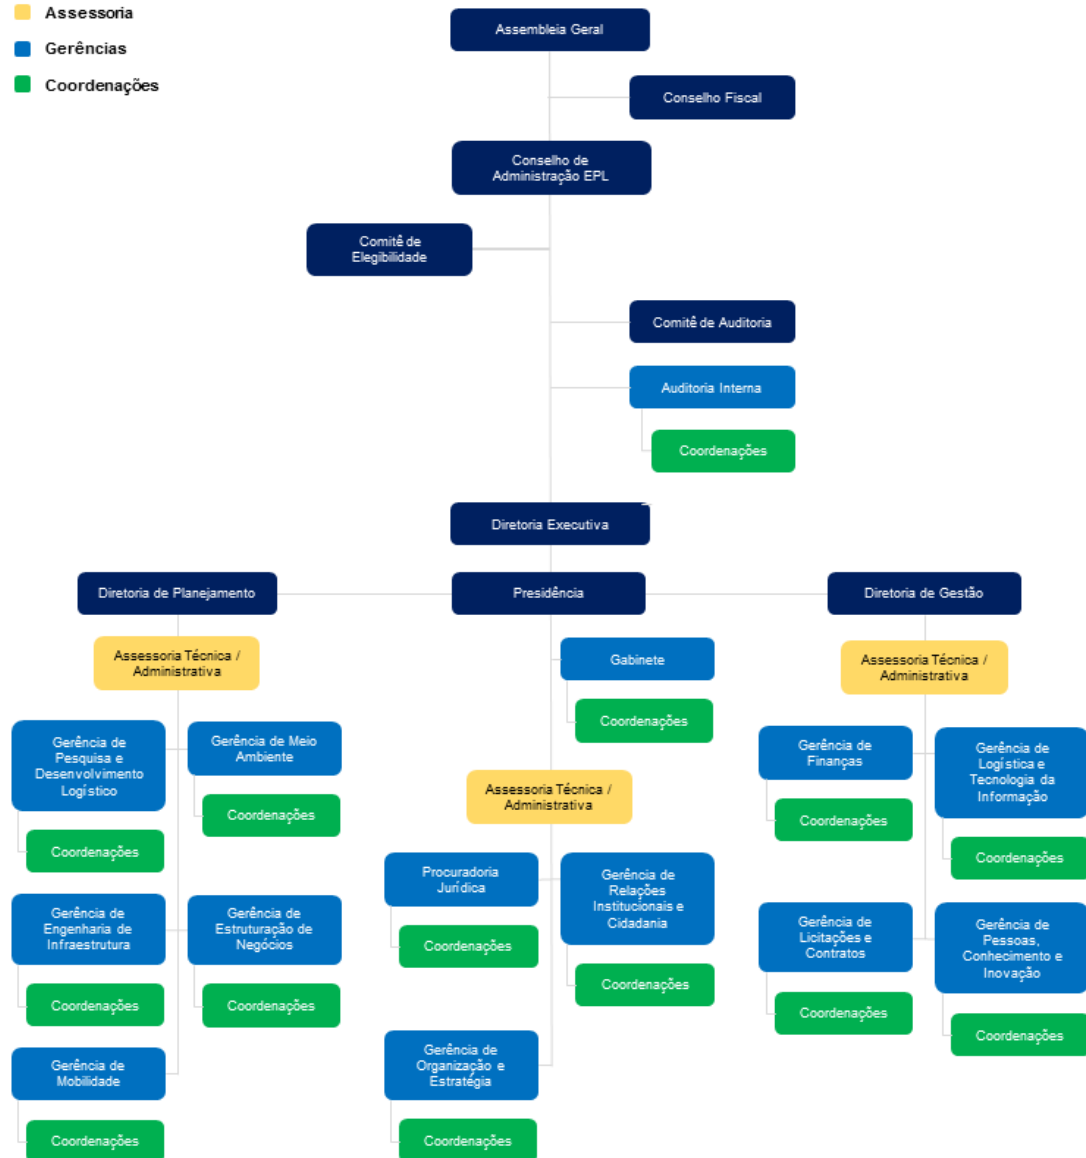 Assessoria
Gerências
Coordenações
Assembleia Geral
Conselho Fiscal
Conselho de
Administração EPL
Comitê de
Elegibilidade
Comitê de Auditoria
Auditoria Interna
Coordenações
Diretoria Executiva
Diretoria de Planejamento
Presidência
Diretoria de Gestão
Assessoria Técnica /
Administrativa
Gerência de
Pesquisa e
Desenvolvimento
Logístico
Coordenações
Gerência de Meio
Ambiente
Coordenações
Gerência de
Engenharia de
Infraestrutura
Coordenações
Gerência de
Estruturação de
Negócios
Coordenações
Gerência de
Mobilidade
Coordenações
Gabinete
Coordenações
Assessoria Técnica /
Administrativa
Procuradoria
Jurídica
Coordenações
Gerência de
Relações
Institucionais e
Cidadania
Coordenações
Gerência de
Organização e
Estratégia
Coordenações
Assessoria Técnica /
Administrativa
Gerência de
Finanças
Coordenações
Gerência de
Logística e
Tecnologia da
Informação
Coordenações
Gerência de
Licitações e
Contratos
Coordenações
Gerência de
Pessoas,
Conhecimento e
Inovação
Coordenações